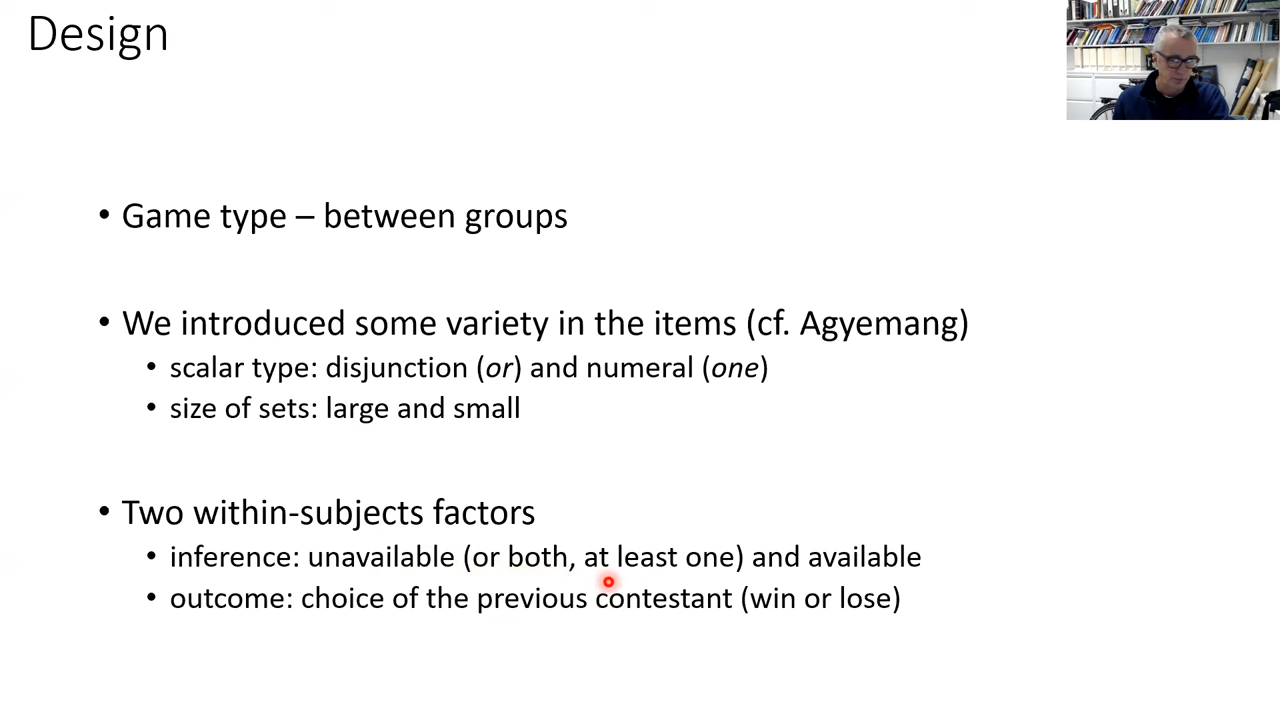 Design
• Game type – between groups
• We introduced some variety in the items (cf. Agyemang)
• scalar type: disjunction (or) and numeral (one)
• size of sets: large and small
• Two within-subjects factors
• inference: unavailable (or both, at least one) and available
• outcome: choice of the previous contestant (win or lose)